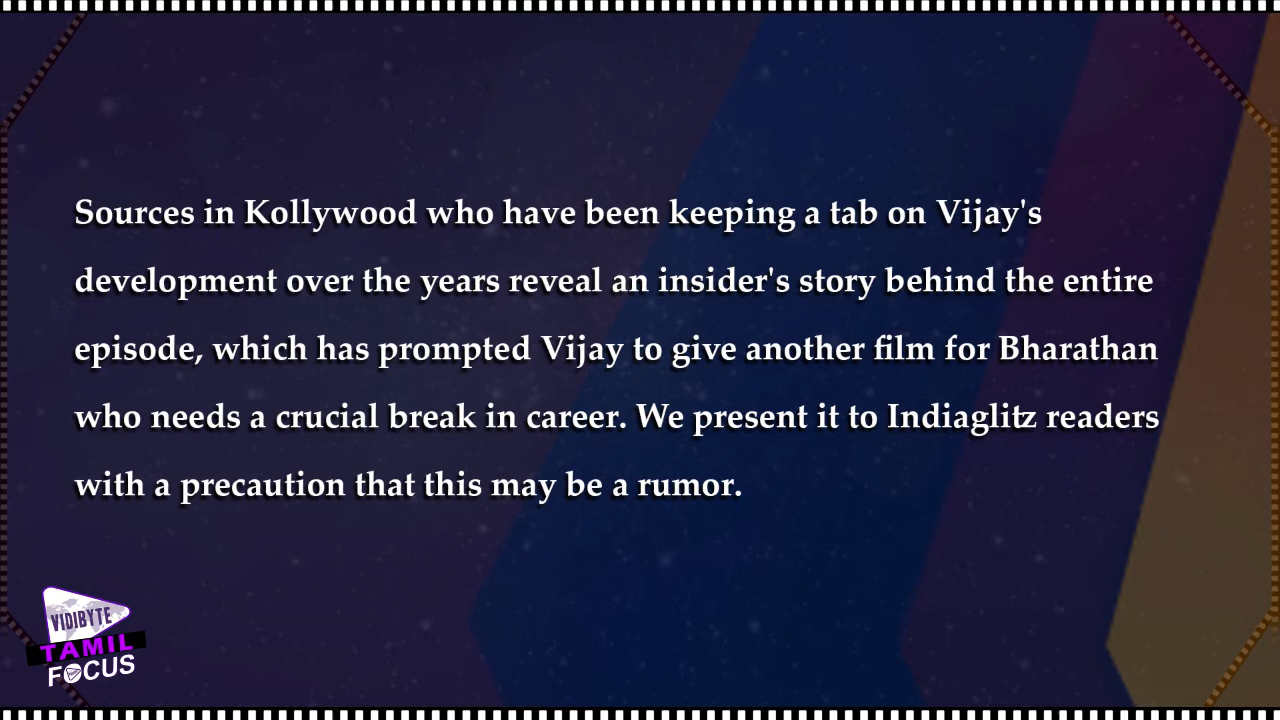 Sources in Kollywood who have been keeping a tab on Vijay's
development over the years reveal an insider's story behind the entire
episode, which has prompted Vijay to give another film for Bharathan
who needs a crucial break in career. We present it to Indiaglitz readers
with a precaution that this may be a rumor.
VIDIBYTE
TAMIL
FOCUS